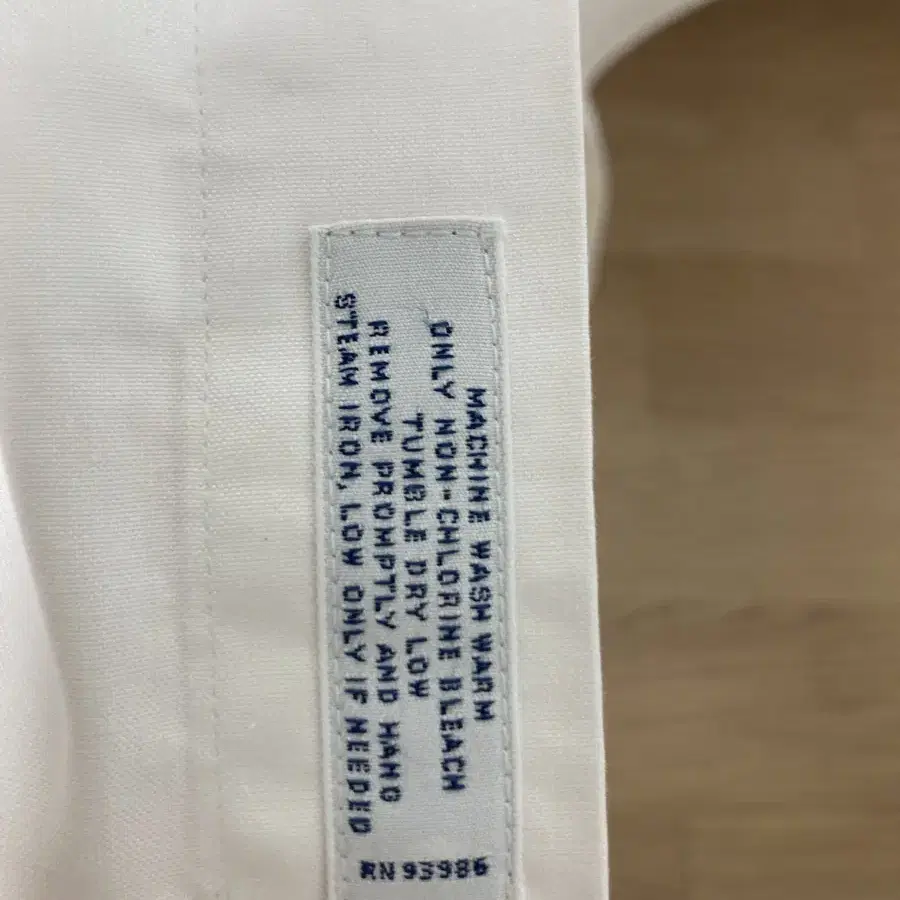 MACHINE WASH WARM
ONLY NON-CHLORINE BLEACH
TUMBLE DRY LOW
REMOVE PROMPTLY AND HANG
STEAM IRON, LOW ONLY IF NEEDED
RN 93986